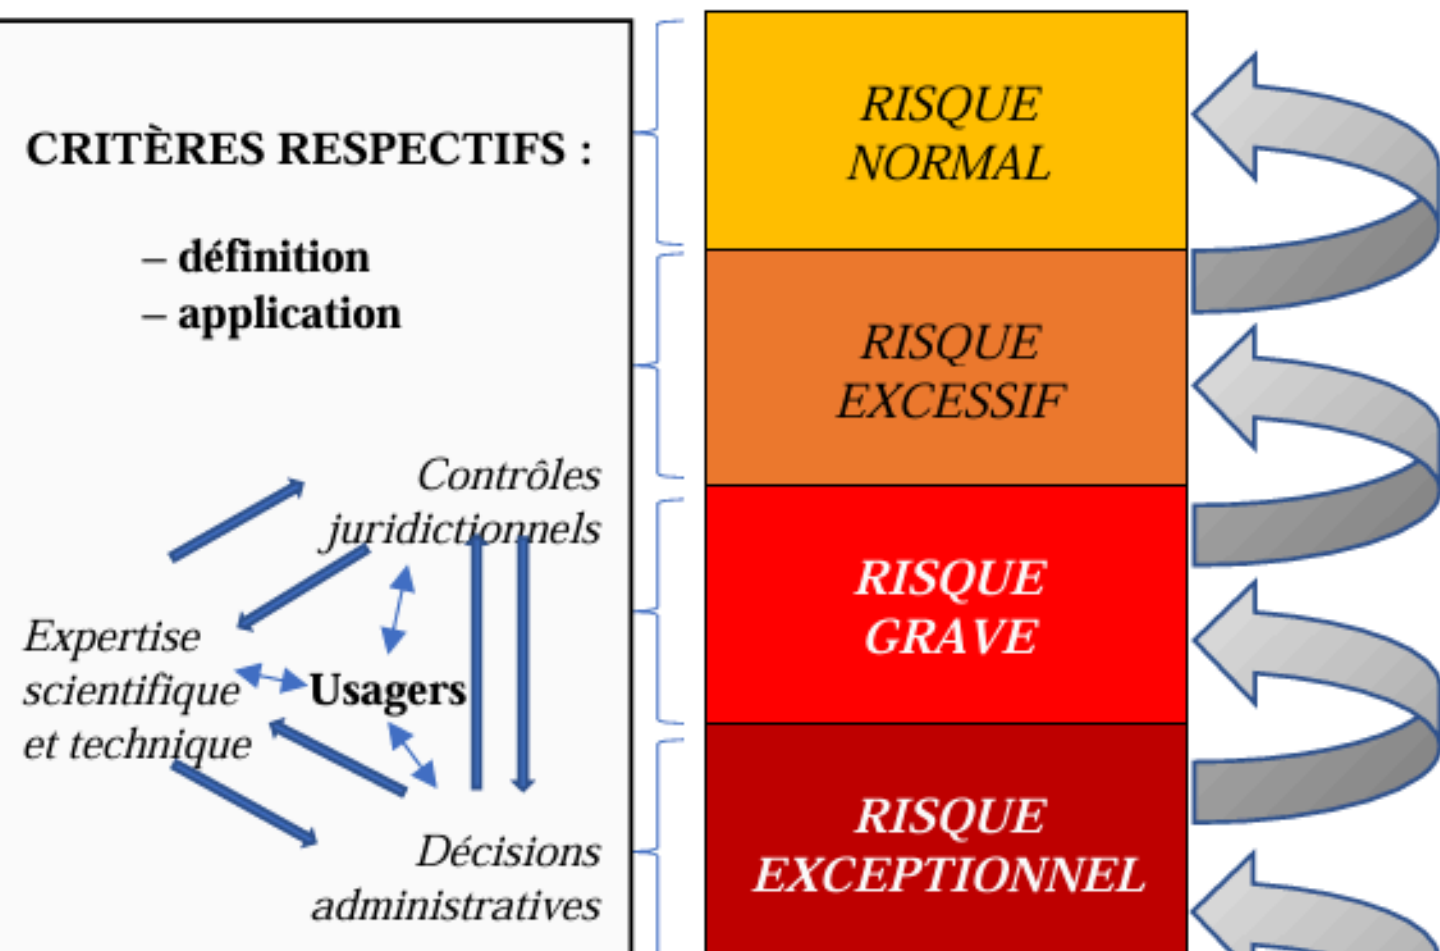 CRITÈRES RESPECTIFS :
– définition
– application
Contrôles
juridictionnels
Expertise
scientifique
et technique
Usagers
Décisions
administratives
RISQUE
NORMAL
RISQUE
EXCESSIF
RISQUE
GRAVE
RISQUE
EXCEPTIONNEL